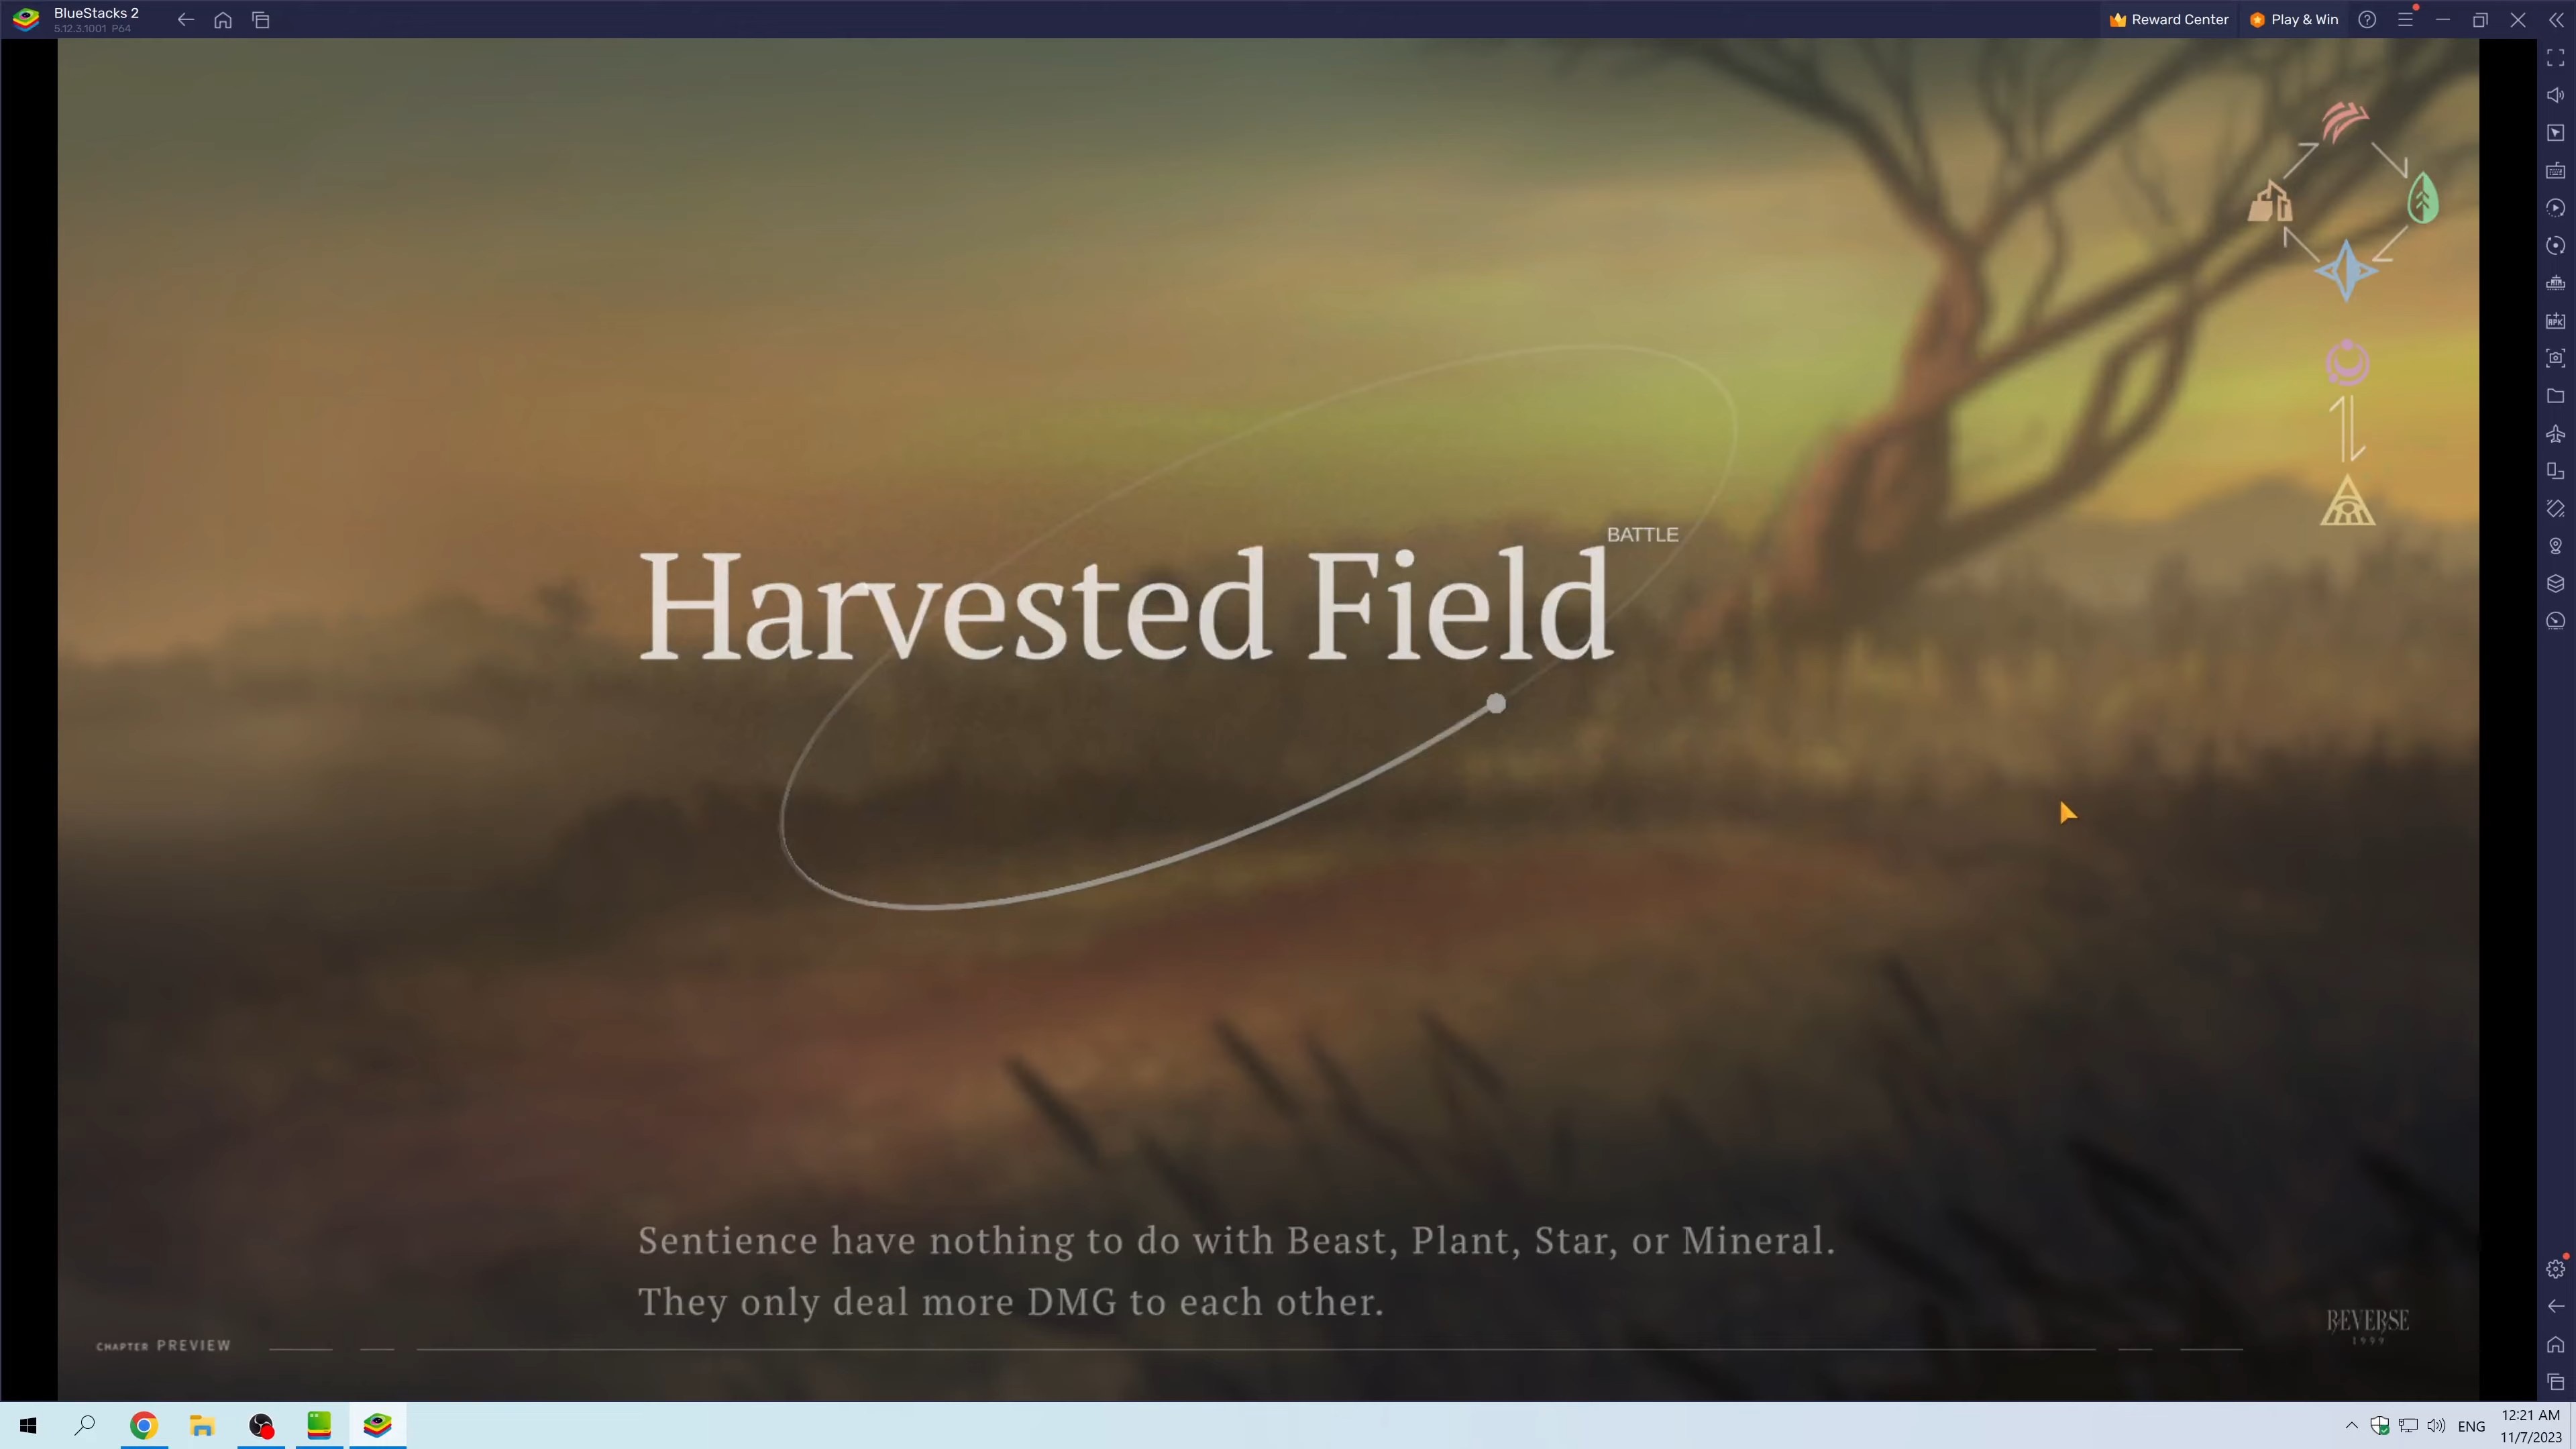 BlueStacks 2
5.12.3.1001 P64
Reward Center
Play & Win
BATTLE
Harvested Field
Sentience have nothing to do with Beast, Plant, Star, or Mineral.
They only deal more DMG to each other.
CHAPTER PREVIEW
REVERSE
1999
ENG
12:21 AM
11/7/2023